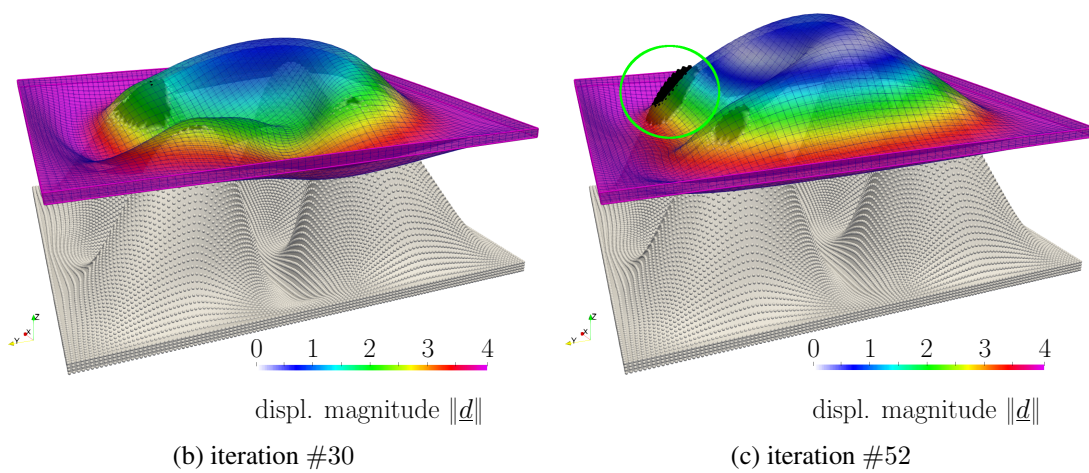 Z
X
Y
0 1 2 3 4
displ. magnitude ‖d‖
(b) iteration #30
Z
X
Y
0 1 2 3 4
displ. magnitude ‖d‖
(c) iteration #52